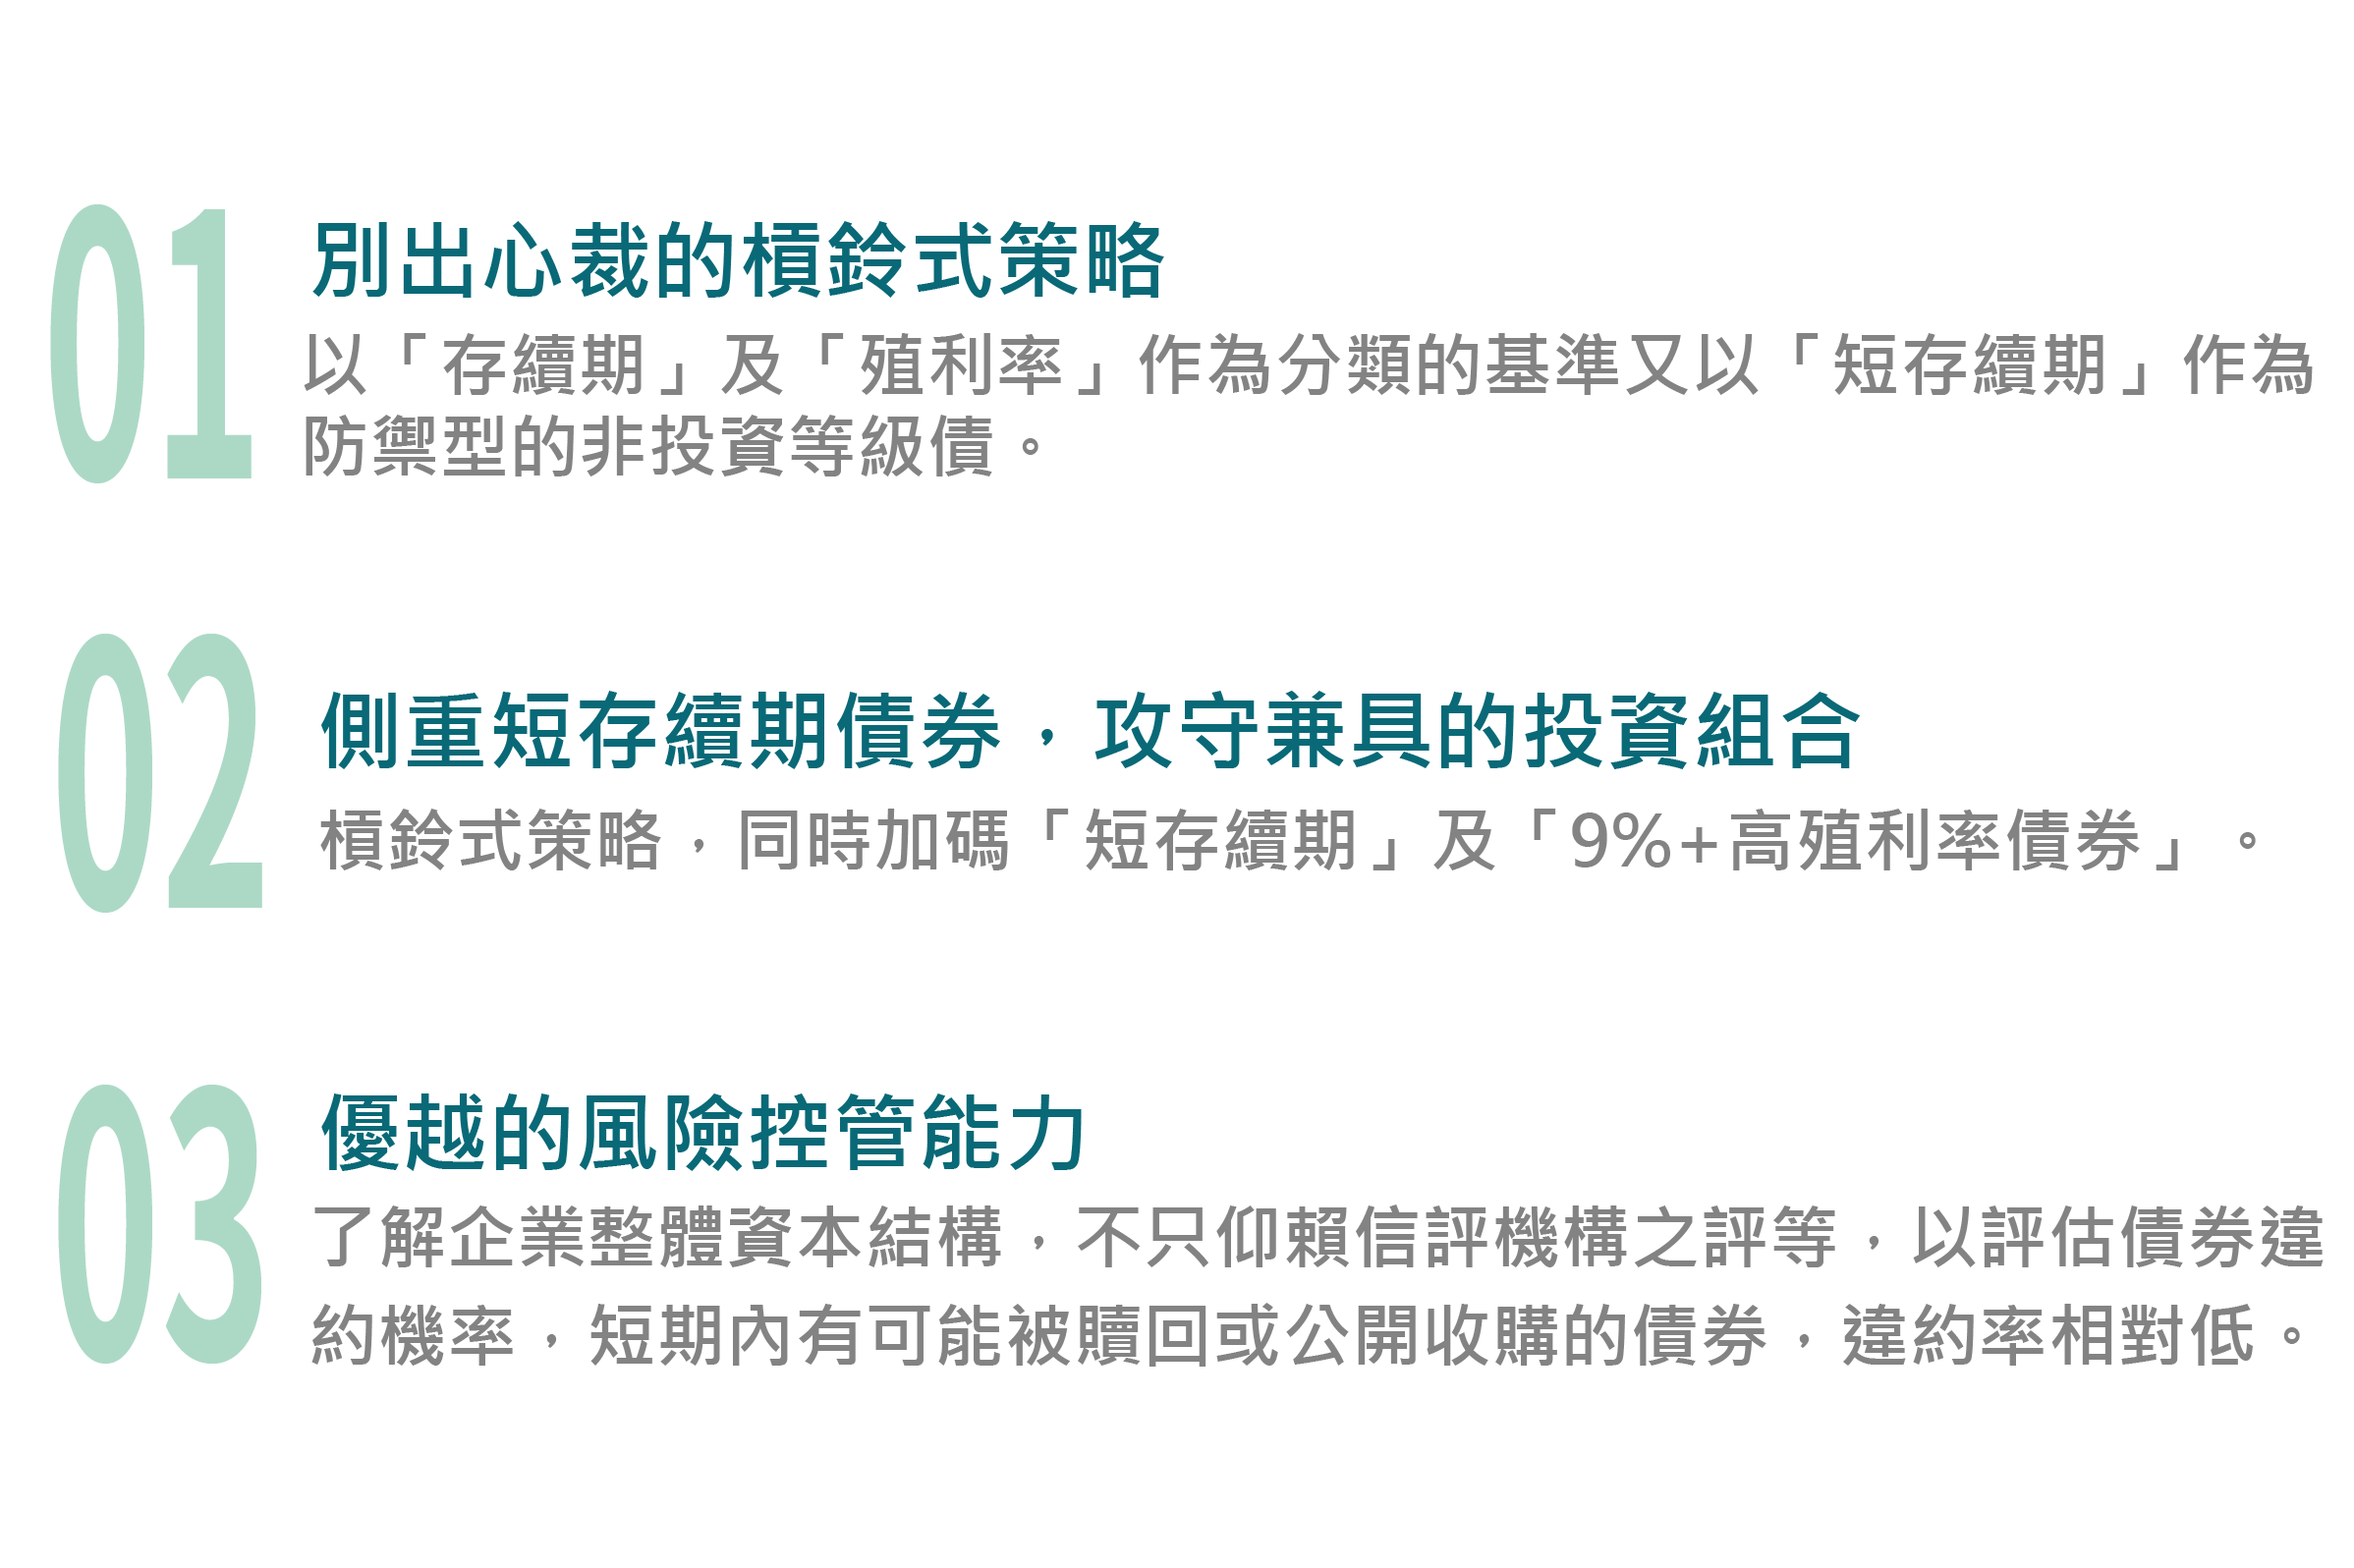 01
別出心裁的槓鈴式策略
以「存續期」及「殖利率」作為分類的基準又以「短存續期」作為
防禦型的非投資等級債。
02
側重短存續期債券，攻守兼具的投資組合
槓鈴式策略，同時加碼「短存續期」及「9%+高殖利率債券」。
03
優越的風險控管能力
了解企業整體資本結構，不只仰賴信評機構之評等，以評估債券違
約機率，短期內有可能被贖回或公開收購的債券，違約率相對低。